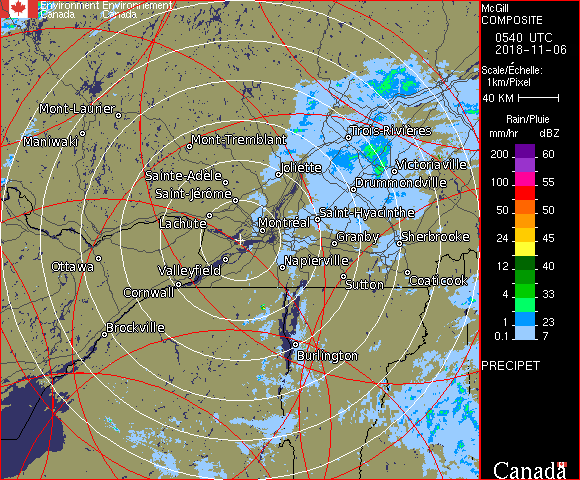 Environment Environnement
Canada Canada
McGill
COMPOSITE
0540 UTC
2018-11-06
Scale/Échelle:
1km/Pixel
40 KM
Rain/Pluie
mm/hr dBZ
200 60
100 55
50 50
24 45
12 40
4 33
1 23
0.1 7
PRECIPET
Canada
Mont-Laurier
Maniwaki
Mont-Tremblant
Trois-Rivières
Joliette
Victoriaville
Sainte-Adèle
Drummondville
Saint-Jérôme
Saint-Hyacinthe
Lachute
Montréal
Granby
Sherbrooke
Ottawa
Valleyfield
Napierville
Coaticook
Sutton
Cornwall
Brockville
Burlington